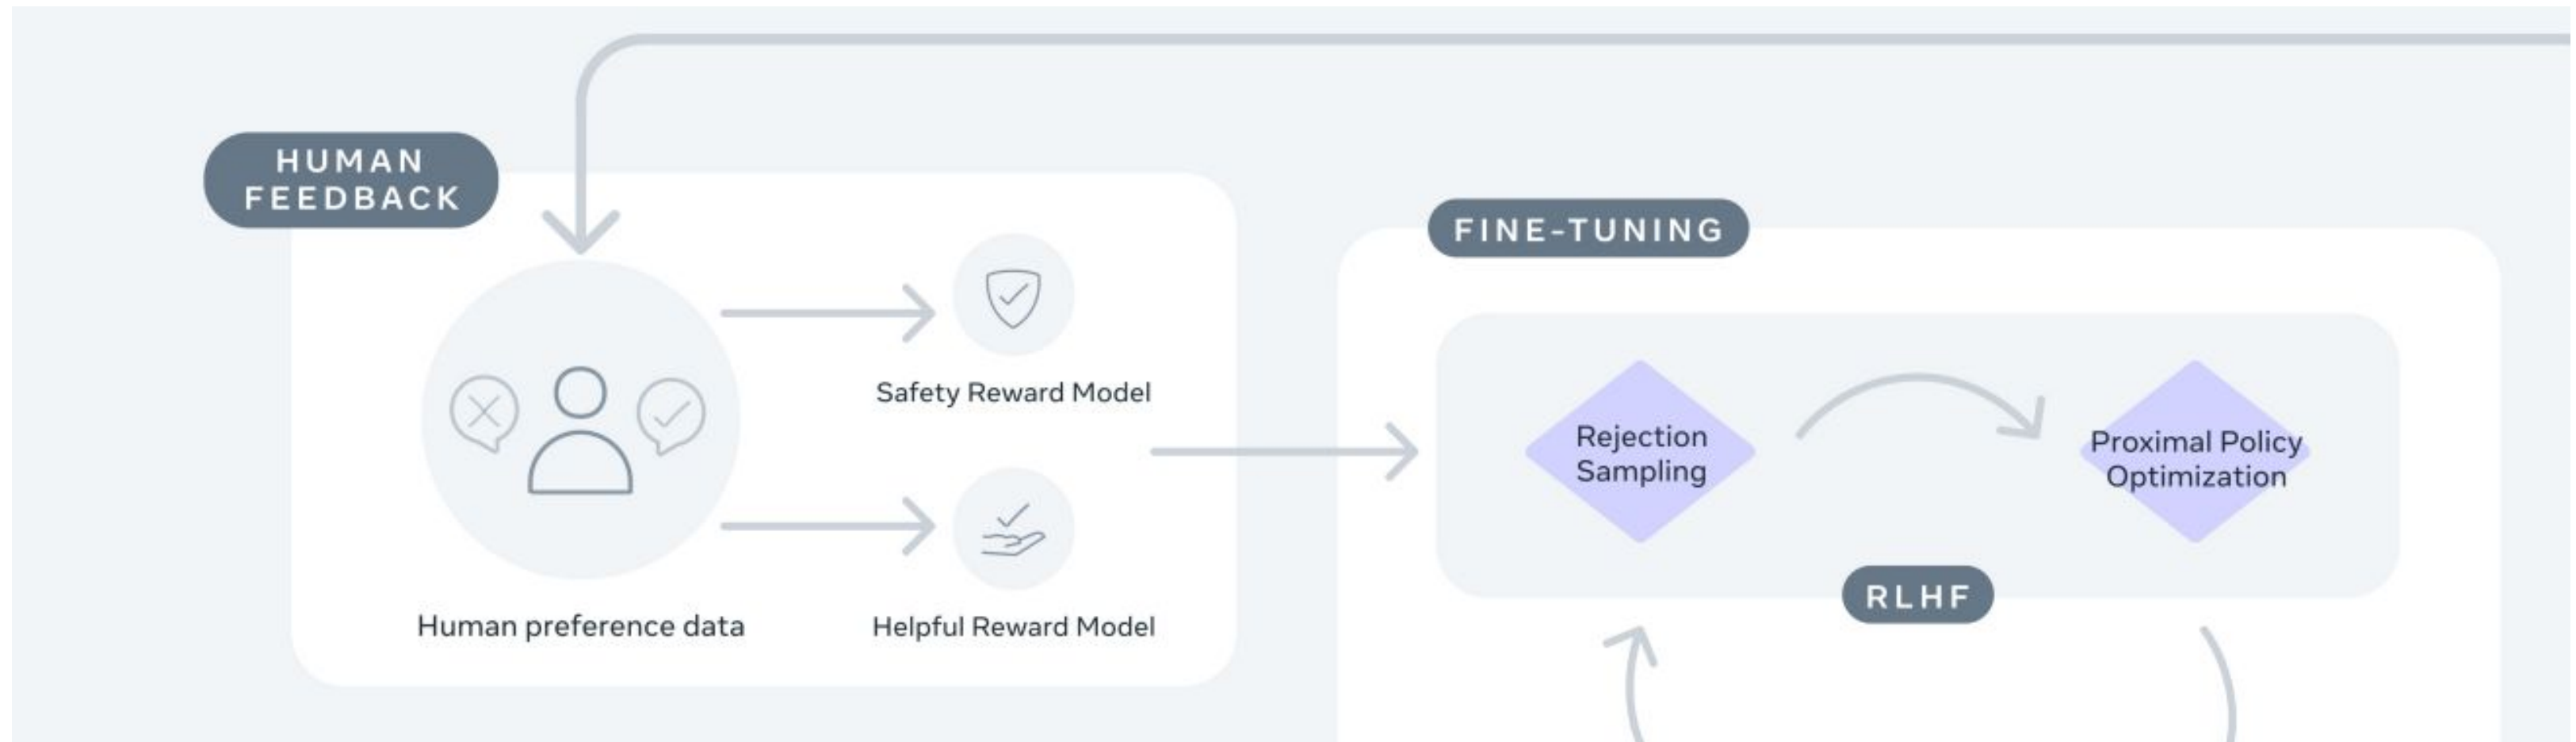 HUMAN
FEEDBACK
Safety Reward Model
Human preference data
Helpful Reward Model
FINE-TUNING
Rejection
Sampling
Proximal Policy
Optimization
RLHF